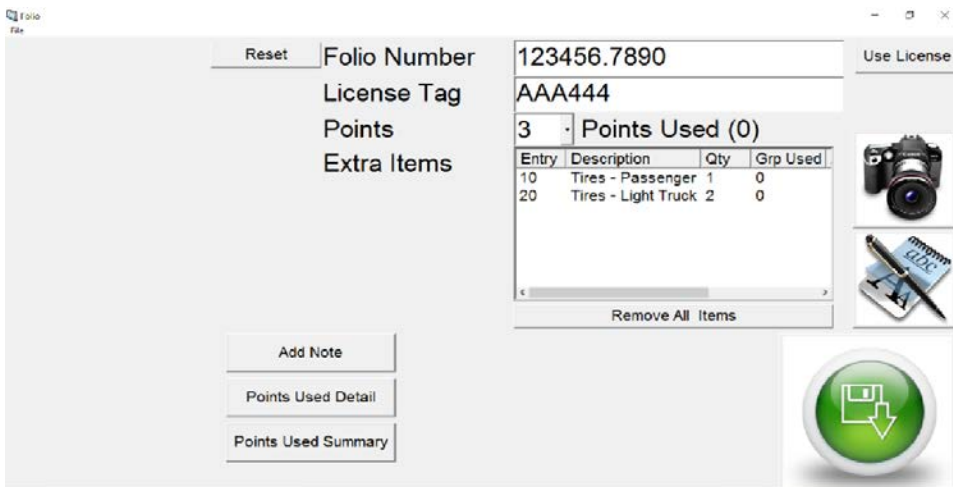 Folio
File
Reset Folio Number 123456.7890 Use License
License Tag AAA444
Points 3 Points Used (0)
Extra Items
Entry Description Qty Grp Used
10 Tires - Passenger 1 0
20 Tires - Light Truck 2 0
Remove All Items
Add Note
Points Used Detail
Points Used Summary
abc
A A